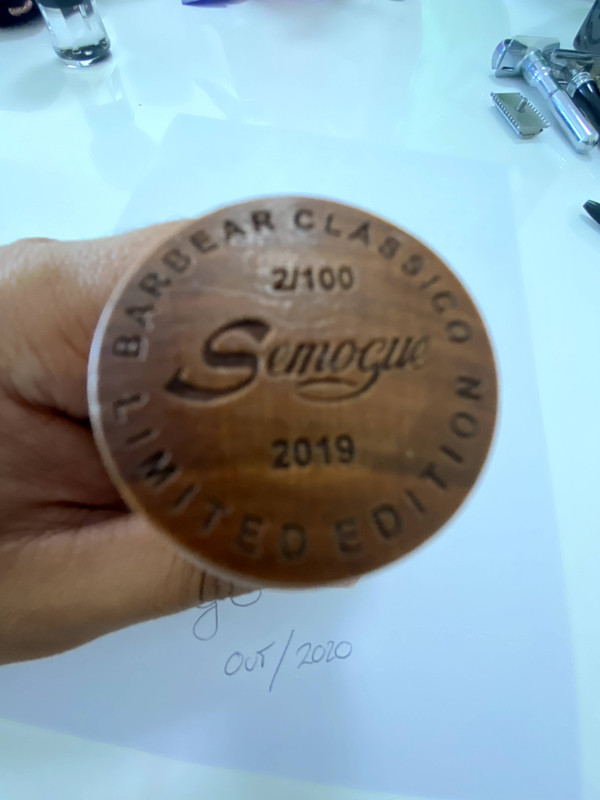 BARBEAR CLASSICO
2/100
Semogue
2019
LIMITED EDITION
OUT/2020